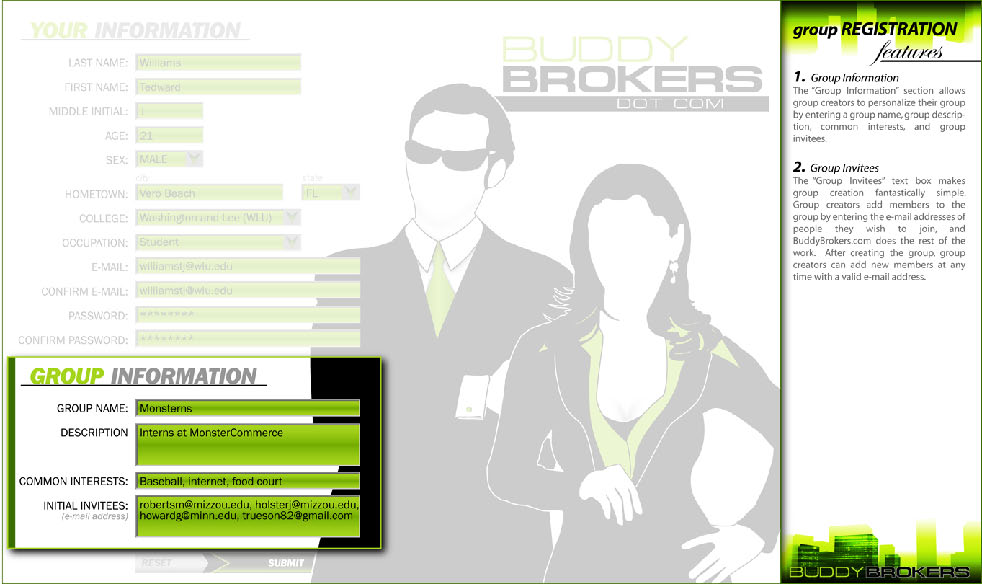 YOUR INFORMATION
LAST NAME: Williams
FIRST NAME: Tedward
MIDDLE INITIAL: J
AGE: 21
SEX: MALE
city state
HOMETOWN: Vero Beach FL
COLLEGE: Washington and Lee (WLU)
OCCUPATION: Student
E-MAIL: williamstj@wlu.edu
CONFIRM E-MAIL: williamstj@wlu.edu
PASSWORD: ********
CONFIRM PASSWORD: ********
GROUP INFORMATION
GROUP NAME: Monsterns
DESCRIPTION Interns at MonsterCommerce
COMMON INTERESTS: Baseball, internet, food court
INITIAL INVITEES: robertsm@mizzou.edu, holsterj@mizzou.edu,
(e-mail address) howardg@minn.edu, trueson82@gmail.com
RESET SUBMIT
BUDDY
BROKERS
DOT COM
group REGISTRATION
features
1. Group Information
The "Group Information" section allows
group creators to personalize their group
by entering a group name, group descrip-
tion, common interests, and group
invitees.
2. Group Invitees
The "Group Invitees" text box makes
group creation fantastically simple.
Group creators add members to the
group by entering the e-mail addresses of
people they wish to join, and
BuddyBrokers.com does the rest of the
work. After creating the group, group
creators can add new members at any
time with a valid e-mail address.
BUDDYBROKERS